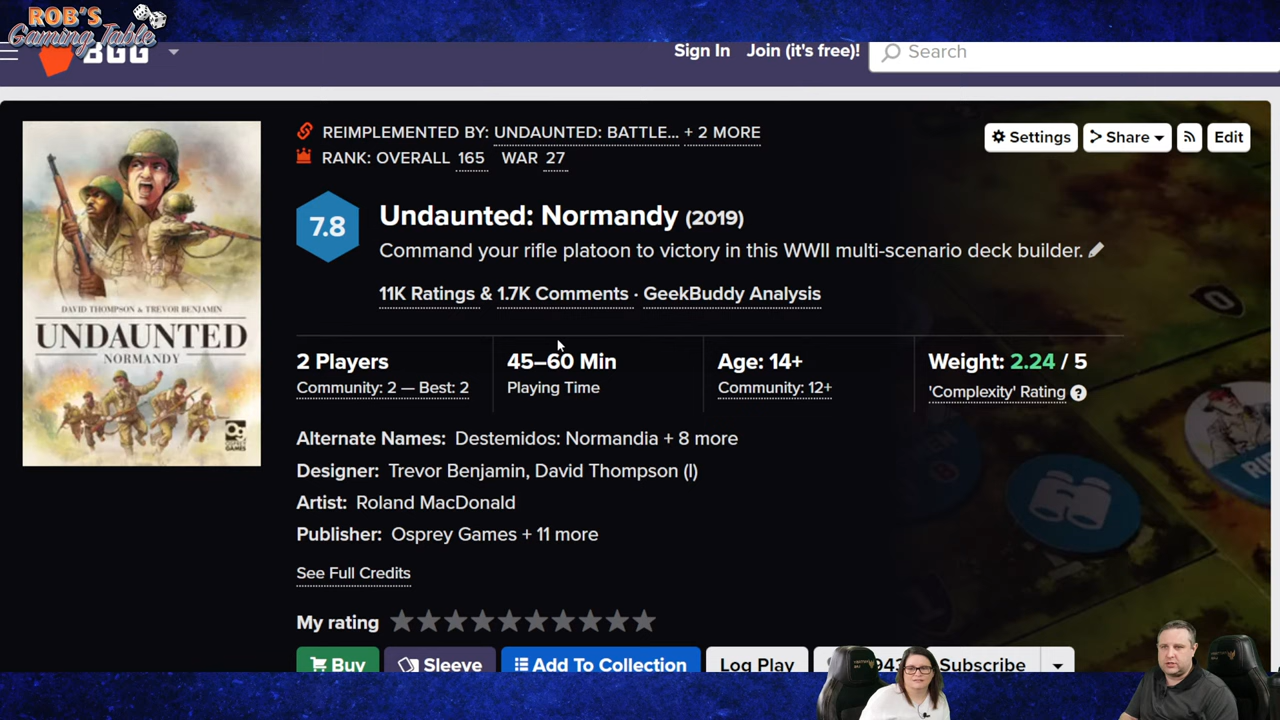 ROB'S
Gaming Table
BGG
Sign In Join (it's free)! Search
REIMPLEMENTED BY: UNDAUNTED: BATTLE... + 2 MORE
RANK: OVERALL 165 WAR 27
Settings Share Edit
7.8
Undaunted: Normandy (2019)
Command your rifle platoon to victory in this WWII multi-scenario deck builder.
11K Ratings & 1.7K Comments · GeekBuddy Analysis
DAVID THOMPSON & TREVOR BENJAMIN
UNDAUNTED
NORMANDY
OSPREY
GAMES
2 Players
Community: 2 — Best: 2
45–60 Min
Playing Time
Age: 14+
Community: 12+
Weight: 2.24 / 5
'Complexity' Rating ?
Alternate Names: Destemidos: Normandia + 8 more
Designer: Trevor Benjamin, David Thompson (I)
Artist: Roland MacDonald
Publisher: Osprey Games + 11 more
See Full Credits
My rating
Buy Sleeve Add To Collection Log Play Subscribe